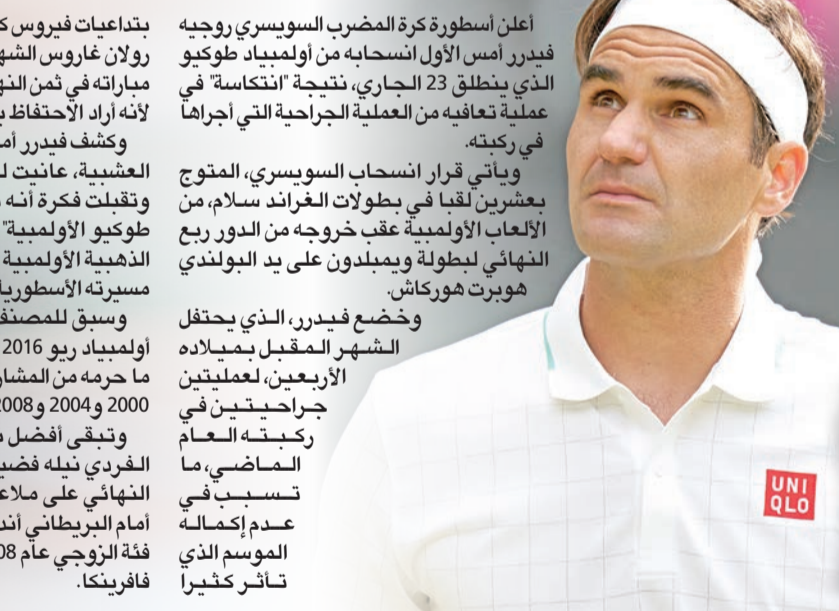 أعلن أسطورة كرة المضرب السويسري روجيه
فيدرر أمس الأول انسحابه من أولمبياد طوكيو
الذي ينطلق 23 الجاري، نتيجة "انتكاسة" في
عملية تعافيه من العملية الجراحية التي أجراها
في ركبته.
ويأتي قرار انسحاب السويسري، المتوج
بعشرين لقبا في بطولات الغراند سلام، من
الألعاب الأولمبية عقب خروجه من الدور ربع
النهائي لبطولة ويمبلدون على يد البولندي
هوبرت هوركاش.
وخضع فيدرر، الذي يحتفل
الشهر المقبل بميلاده
الأربعين، لعمليتين
جراحيتين في
ركبته العام
الماضي، ما
تسبب في
عدم إكماله
الموسم الذي
تأثر كثيرا
بتداعيات فيروس
رولان غاروس
مباراته في ثمن
لأنه أراد الاحتفاظ
وكشف فيدرر
العشبية، عانيت
وتقبلت فكرة أنه
طوكيو الأولمبية"
الذهبية الأولمبية
مسيرته
وسبق
أولمبياد ريو 2016
ما حرمه من
2000 و2004 و2008
وتبقى أفضل
الفردي نيله
النهائي على
أمام البريطاني
فئة الزوجي عام
فافرينكا.
UNI
QLO